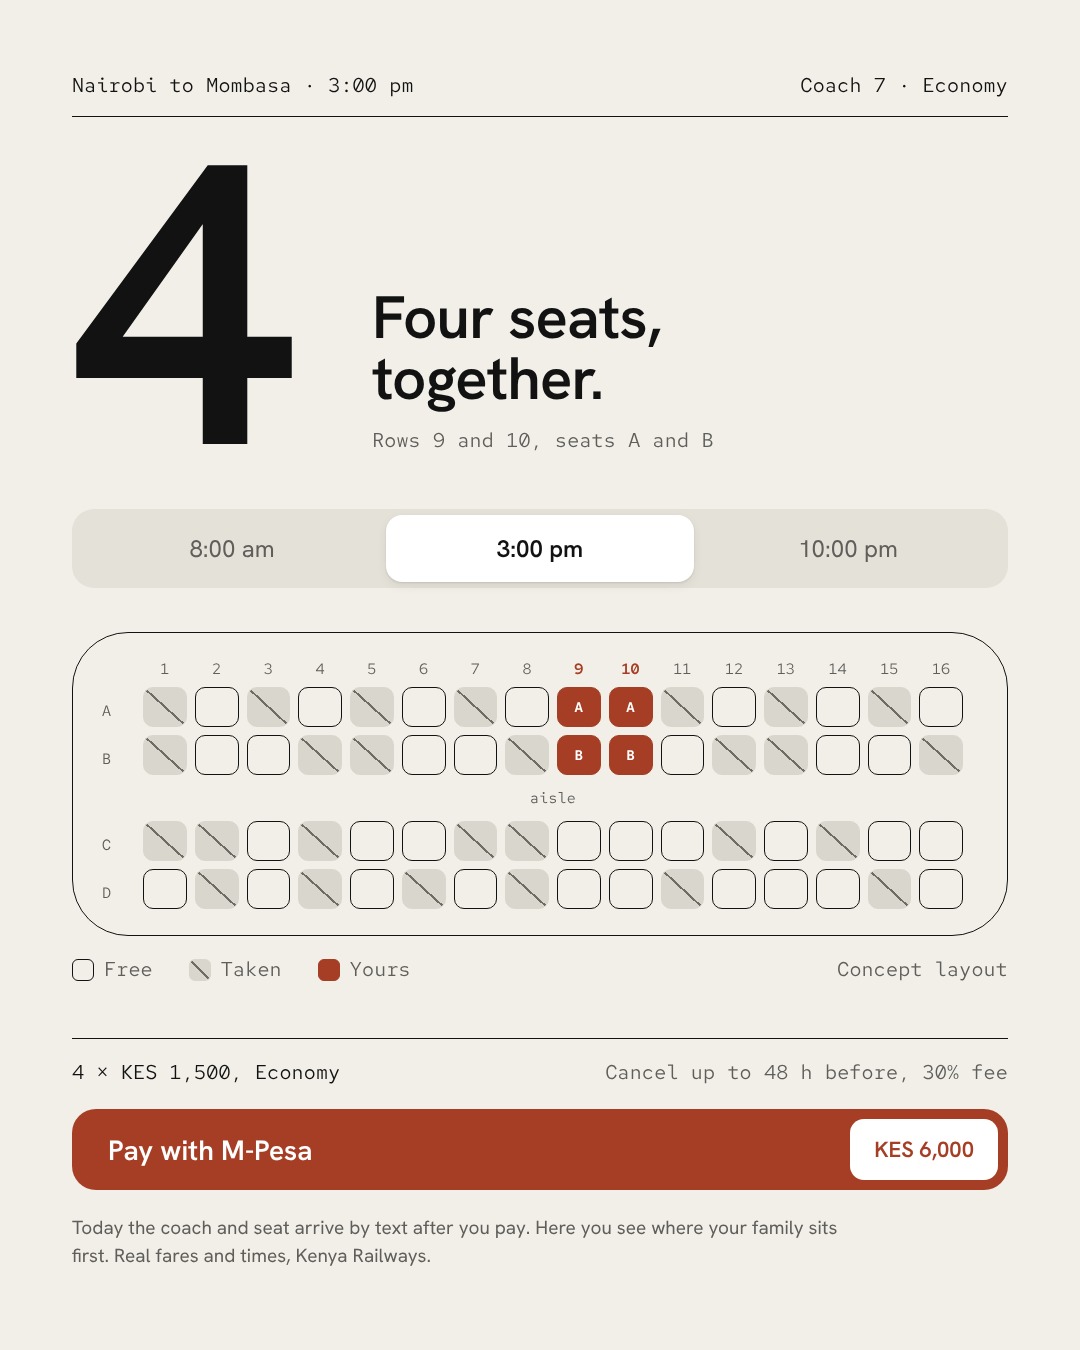 Nairobi to Mombasa · 3:00 pm
Coach 7 · Economy
4
Four seats,
together.
Rows 9 and 10, seats A and B
8:00 am
3:00 pm
10:00 pm
1 2 3 4 5 6 7 8 9 10 11 12 13 14 15 16
A A A
B B B
aisle
C
D
Free
Taken
Yours
Concept layout
4 × KES 1,500, Economy
Cancel up to 48 h before, 30% fee
Pay with M-Pesa
KES 6,000
Today the coach and seat arrive by text after you pay. Here you see where your family sits
first. Real fares and times, Kenya Railways.